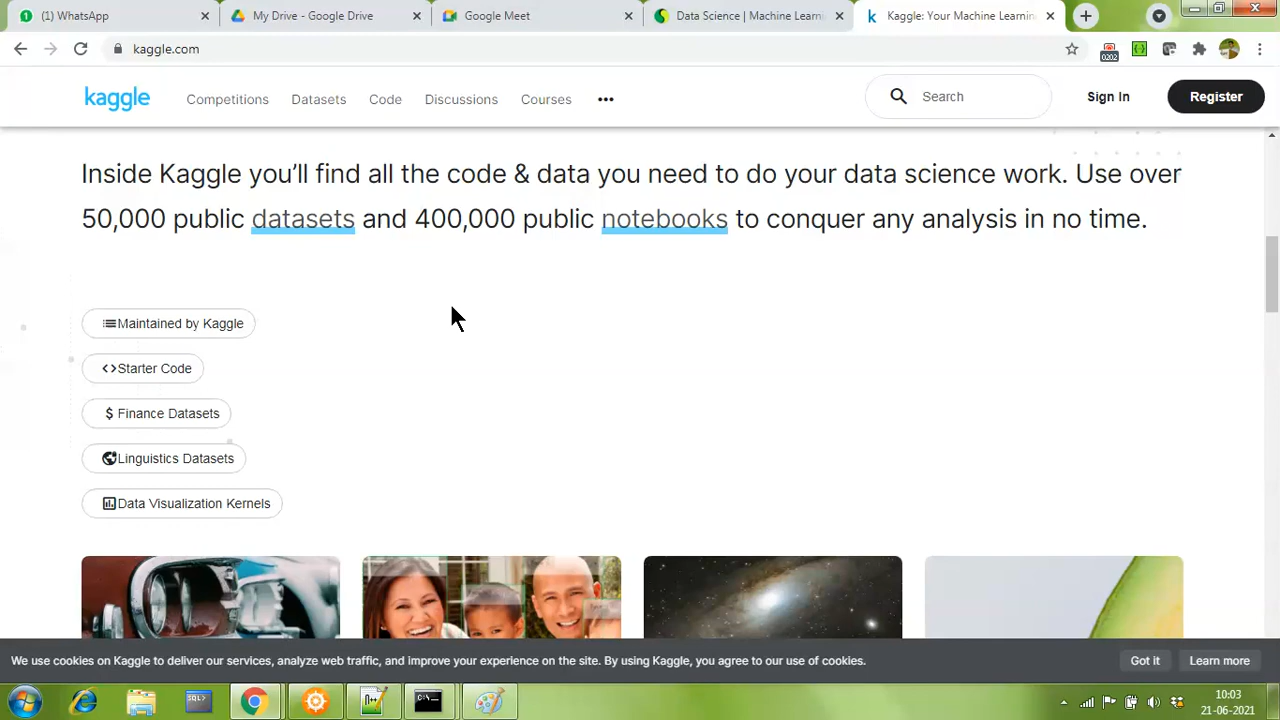 (1) WhatsApp
My Drive - Google Drive
Google Meet
Data Science | Machine Learni
Kaggle: Your Machine Learnin
kaggle.com
0202
kaggle
Competitions
Datasets
Code
Discussions
Courses
•••
Search
Sign In
Register
Inside Kaggle you'll find all the code & data you need to do your data science work. Use over
50,000 public datasets and 400,000 public notebooks to conquer any analysis in no time.
Maintained by Kaggle
Starter Code
Finance Datasets
Linguistics Datasets
Data Visualization Kernels
We use cookies on Kaggle to deliver our services, analyze web traffic, and improve your experience on the site. By using Kaggle, you agree to our use of cookies.
Got it
Learn more
10:03
21-06-2021